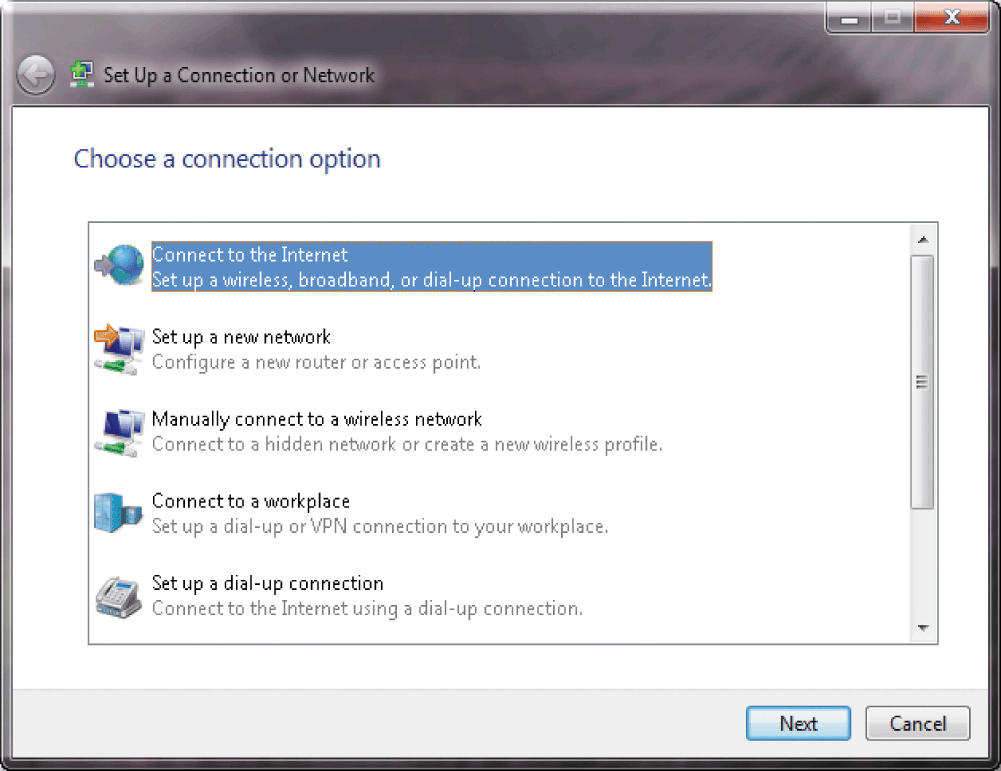 Set Up a Connection or Network
Choose a connection option
Connect to the Internet
Set up a wireless, broadband, or dial-up connection to the Internet.
Set up a new network
Configure a new router or access point.
Manually connect to a wireless network
Connect to a hidden network or create a new wireless profile.
Connect to a workplace
Set up a dial-up or VPN connection to your workplace.
Set up a dial-up connection
Connect to the Internet using a dial-up connection.
Next Cancel